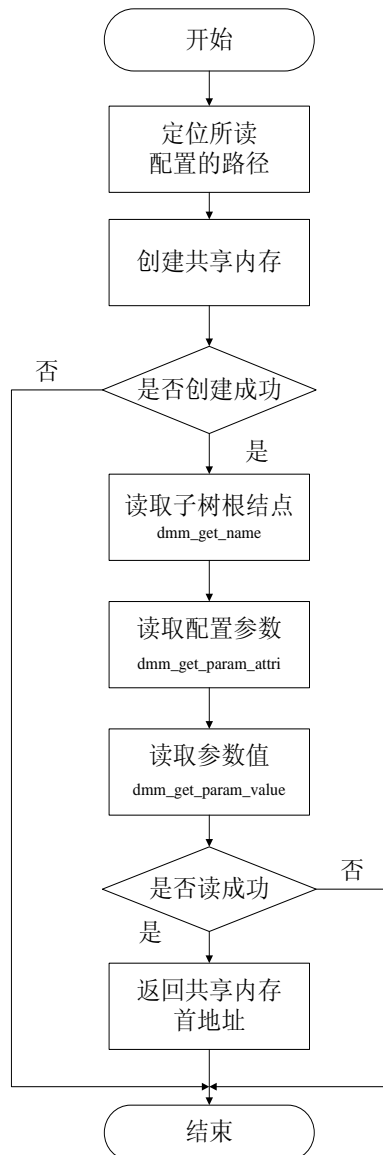 开始
定位所读
配置的路径
创建共享内存
否
是否创建成功
是
读取子树根结点
dmm_get_name
读取配置参数
dmm_get_param_attri
读取参数值
dmm_get_param_value
是否读成功
否
是
返回共享内存
首地址
结束